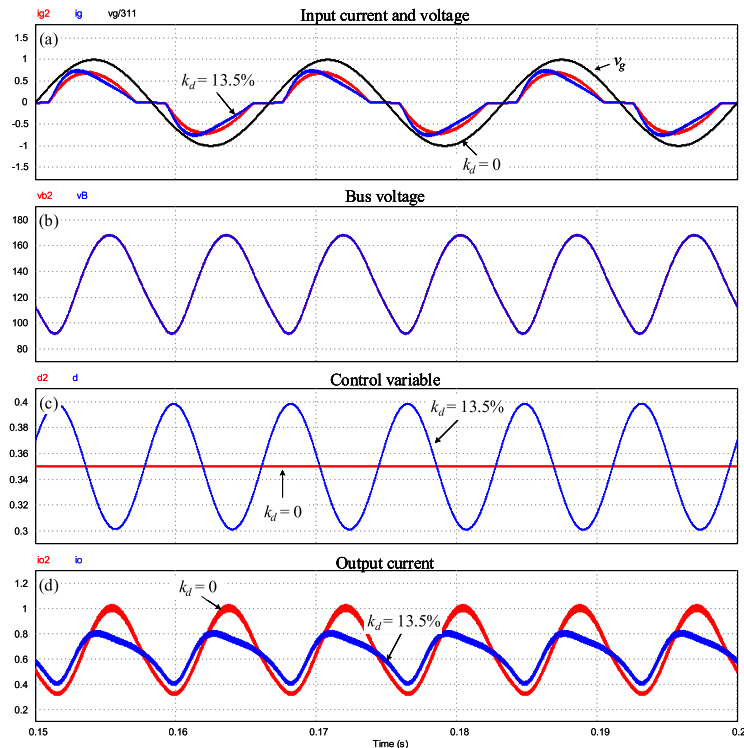 ig2 ig vg/311
Input current and voltage
(a)
1.5
1
0.5
0
-0.5
-1
-1.5
k_d = 13.5%
v_g
k_d = 0
vb2 vB
Bus voltage
(b)
180
160
140
120
100
80
d2 d
Control variable
(c)
0.4
0.38
0.36
0.34
0.32
0.3
k_d = 13.5%
k_d = 0
io2 io
Output current
(d)
1.2
1
0.8
0.6
0.4
0.2
k_d = 0
k_d = 13.5%
0.15 0.16 0.17 0.18 0.19 0.2
Time (s)